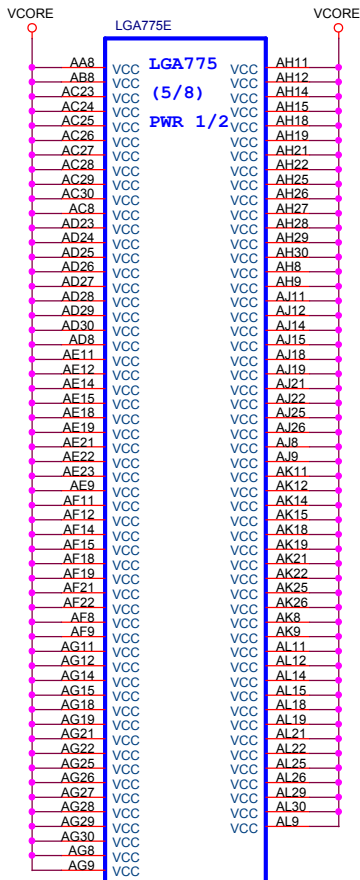 VCORE VCORE
LGA775E
AA8 VCC LGA775 VCC AH11
AB8 VCC VCC AH12
AC23 VCC (5/8) VCC AH14
AC24 VCC VCC AH15
AC25 VCC PWR 1/2 VCC AH18
AC26 VCC VCC AH19
AC27 VCC VCC AH21
AC28 VCC VCC AH22
AC29 VCC VCC AH25
AC30 VCC VCC AH26
AC8 VCC VCC AH27
AD23 VCC VCC AH28
AD24 VCC VCC AH29
AD25 VCC VCC AH30
AD26 VCC VCC AH8
AD27 VCC VCC AH9
AD28 VCC VCC AJ11
AD29 VCC VCC AJ12
AD30 VCC VCC AJ14
AD8 VCC VCC AJ15
AE11 VCC VCC AJ18
AE12 VCC VCC AJ19
AE14 VCC VCC AJ21
AE15 VCC VCC AJ22
AE18 VCC VCC AJ25
AE19 VCC VCC AJ26
AE21 VCC VCC AJ8
AE22 VCC VCC AJ9
AE23 VCC VCC AK11
AE9 VCC VCC AK12
AF11 VCC VCC AK14
AF12 VCC VCC AK15
AF14 VCC VCC AK18
AF15 VCC VCC AK19
AF18 VCC VCC AK21
AF19 VCC VCC AK22
AF21 VCC VCC AK25
AF22 VCC VCC AK26
AF8 VCC VCC AK8
AF9 VCC VCC AK9
AG11 VCC VCC AL11
AG12 VCC VCC AL12
AG14 VCC VCC AL14
AG15 VCC VCC AL15
AG18 VCC VCC AL18
AG19 VCC VCC AL19
AG21 VCC VCC AL21
AG22 VCC VCC AL22
AG25 VCC VCC AL25
AG26 VCC VCC AL26
AG27 VCC VCC AL29
AG28 VCC VCC AL30
AG29 VCC VCC AL9
AG30 VCC
AG8 VCC
AG9 VCC